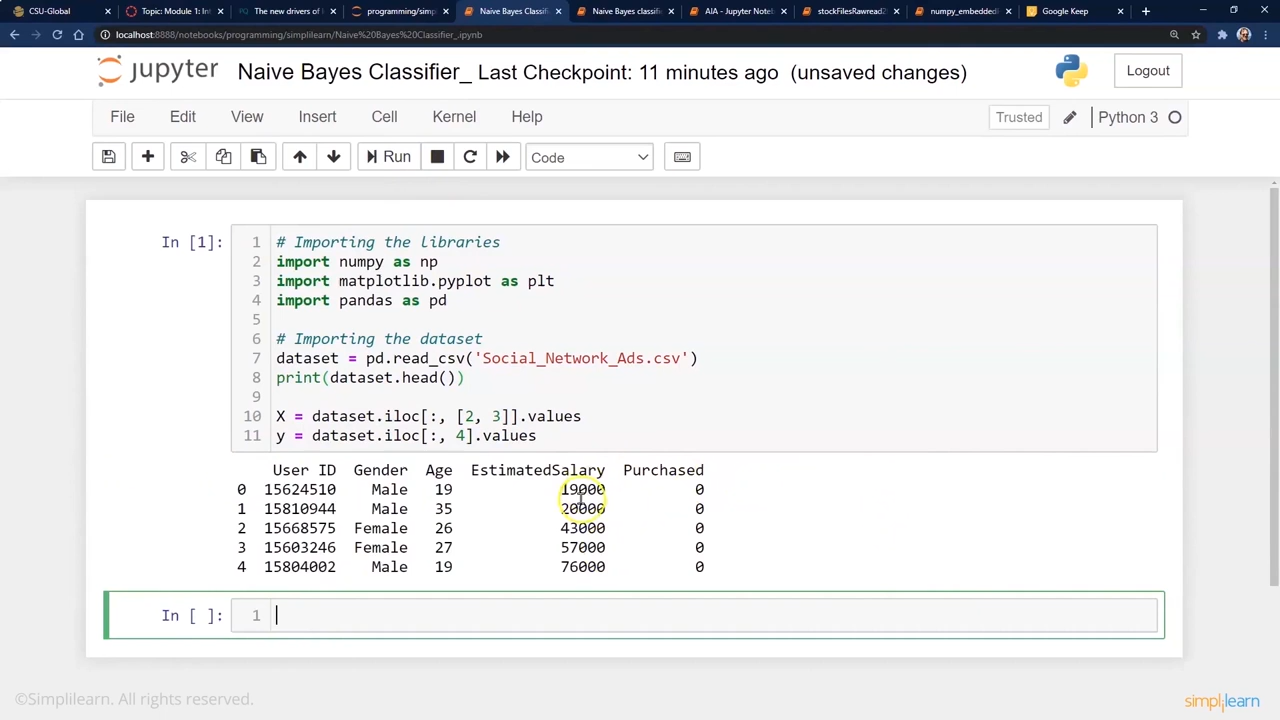 CSU-Global
Topic: Module 1: Int
The new drivers of
programming/simp
Naive Bayes Classifi
Naive Bayes classifie
AIA - Jupyter Noteb
stockFilesRawread2
numpy_embedded
Google Keep
localhost:8888/notebooks/programming/simplilearn/Naive%20Bayes%20Classifier_.ipynb
jupyter Naive Bayes Classifier_ Last Checkpoint: 11 minutes ago (unsaved changes) Logout
File Edit View Insert Cell Kernel Help Trusted Python 3
Run Code
In [1]:
1 # Importing the libraries
2 import numpy as np
3 import matplotlib.pyplot as plt
4 import pandas as pd
5
6 # Importing the dataset
7 dataset = pd.read_csv('Social_Network_Ads.csv')
8 print(dataset.head())
9
10 X = dataset.iloc[:, [2, 3]].values
11 y = dataset.iloc[:, 4].values
User ID Gender Age EstimatedSalary Purchased
0 15624510 Male 19 19000 0
1 15810944 Male 35 20000 0
2 15668575 Female 26 43000 0
3 15603246 Female 27 57000 0
4 15804002 Male 19 76000 0
In [ ]: 1
©Simplilearn. All rights reserved.
simplilearn